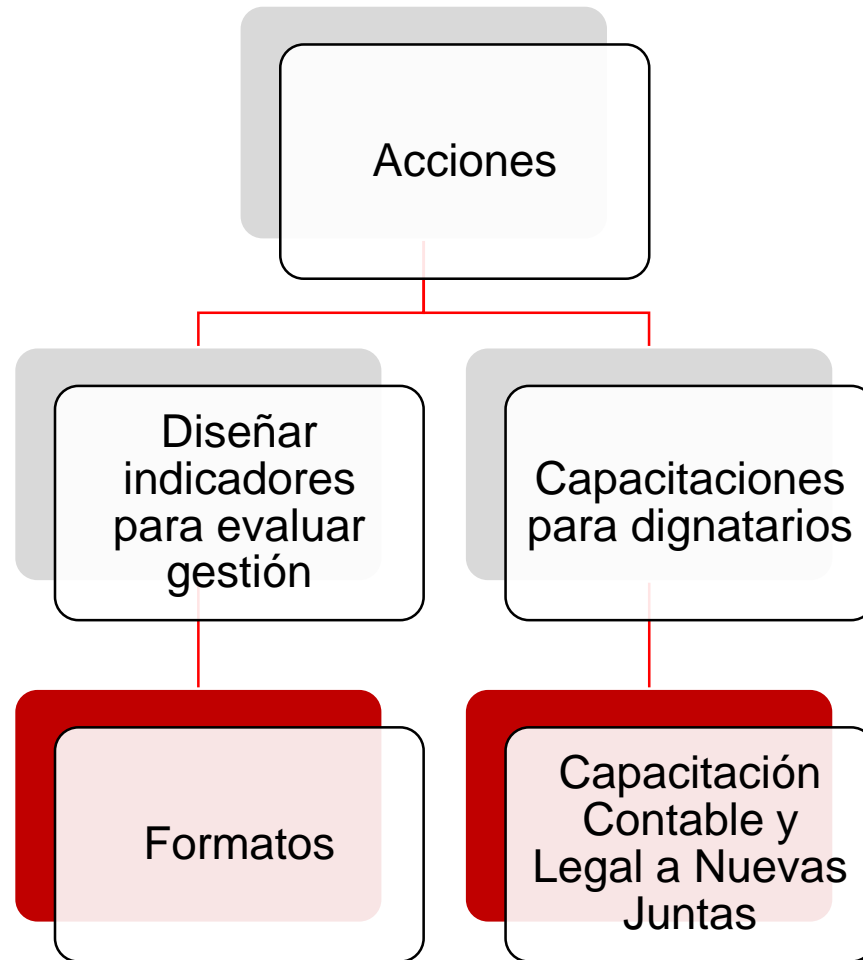 Acciones
Diseñar
indicadores
para evaluar
gestión
Capacitaciones
para dignatarios
Formatos
Capacitación
Contable y
Legal a Nuevas
Juntas